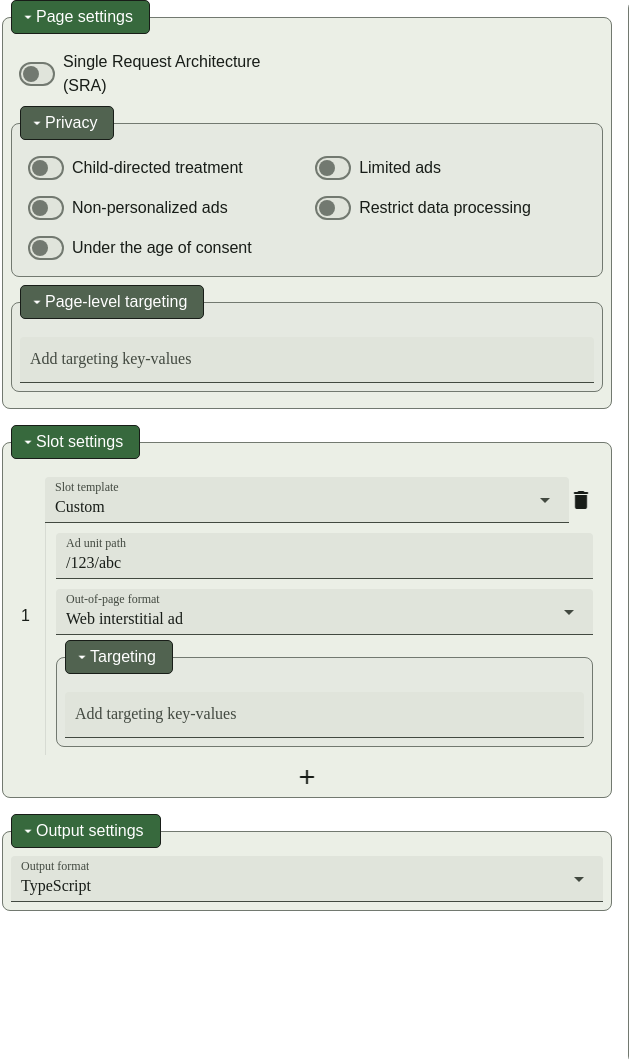 Page settings
Single Request Architecture
(SRA)
Privacy
Child-directed treatment
Limited ads
Non-personalized ads
Restrict data processing
Under the age of consent
Page-level targeting
Add targeting key-values
Slot settings
Slot template
Custom
Ad unit path
/123/abc
1
Out-of-page format
Web interstitial ad
Targeting
Add targeting key-values
+
Output settings
Output format
TypeScript